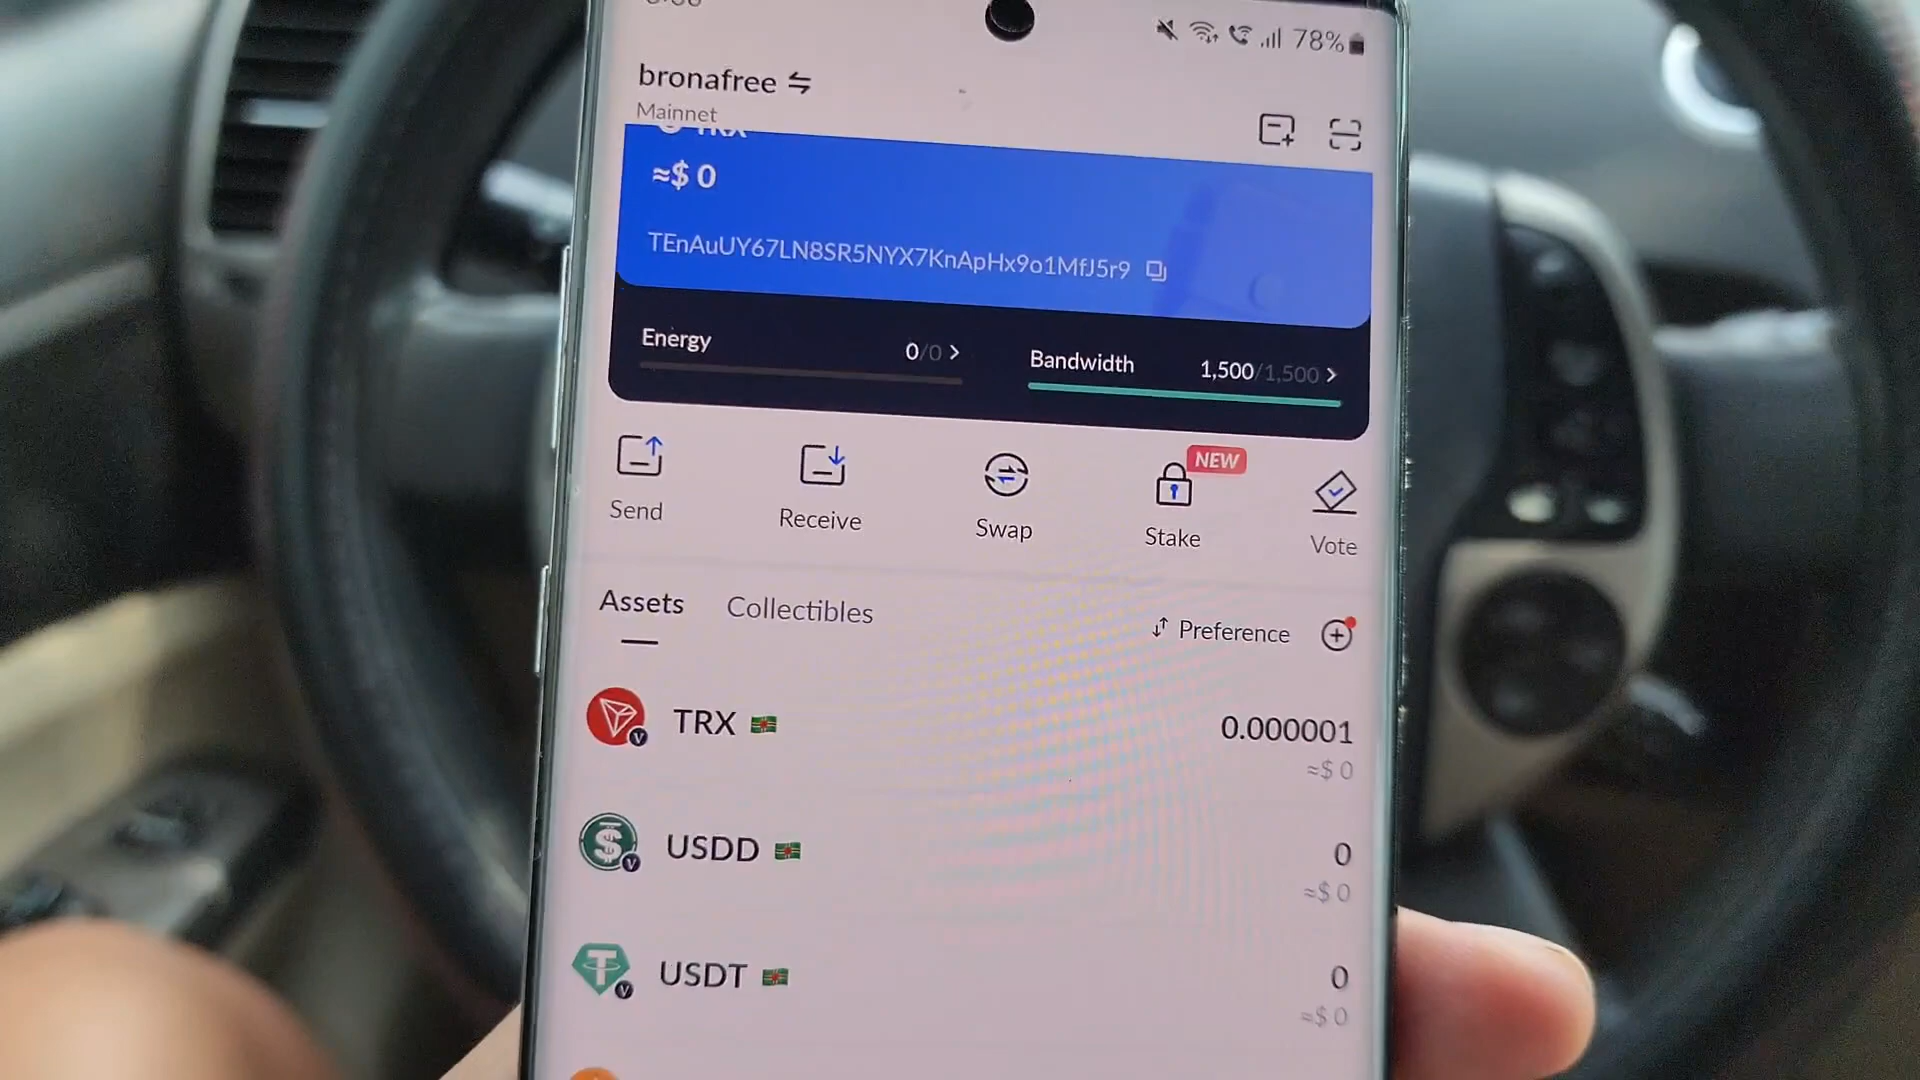 78%
bronafree
Mainnet
TRX
≈$ 0
TEnAuUY67LN8SR5NYX7KnApHx9o1MfJ5r9
Energy 0/0 >
Bandwidth 1,500/1,500 >
NEW
Send Receive Swap Stake Vote
Assets Collectibles
Preference
TRX 0.000001
≈$ 0
USDD 0
≈$ 0
USDT 0
≈$ 0